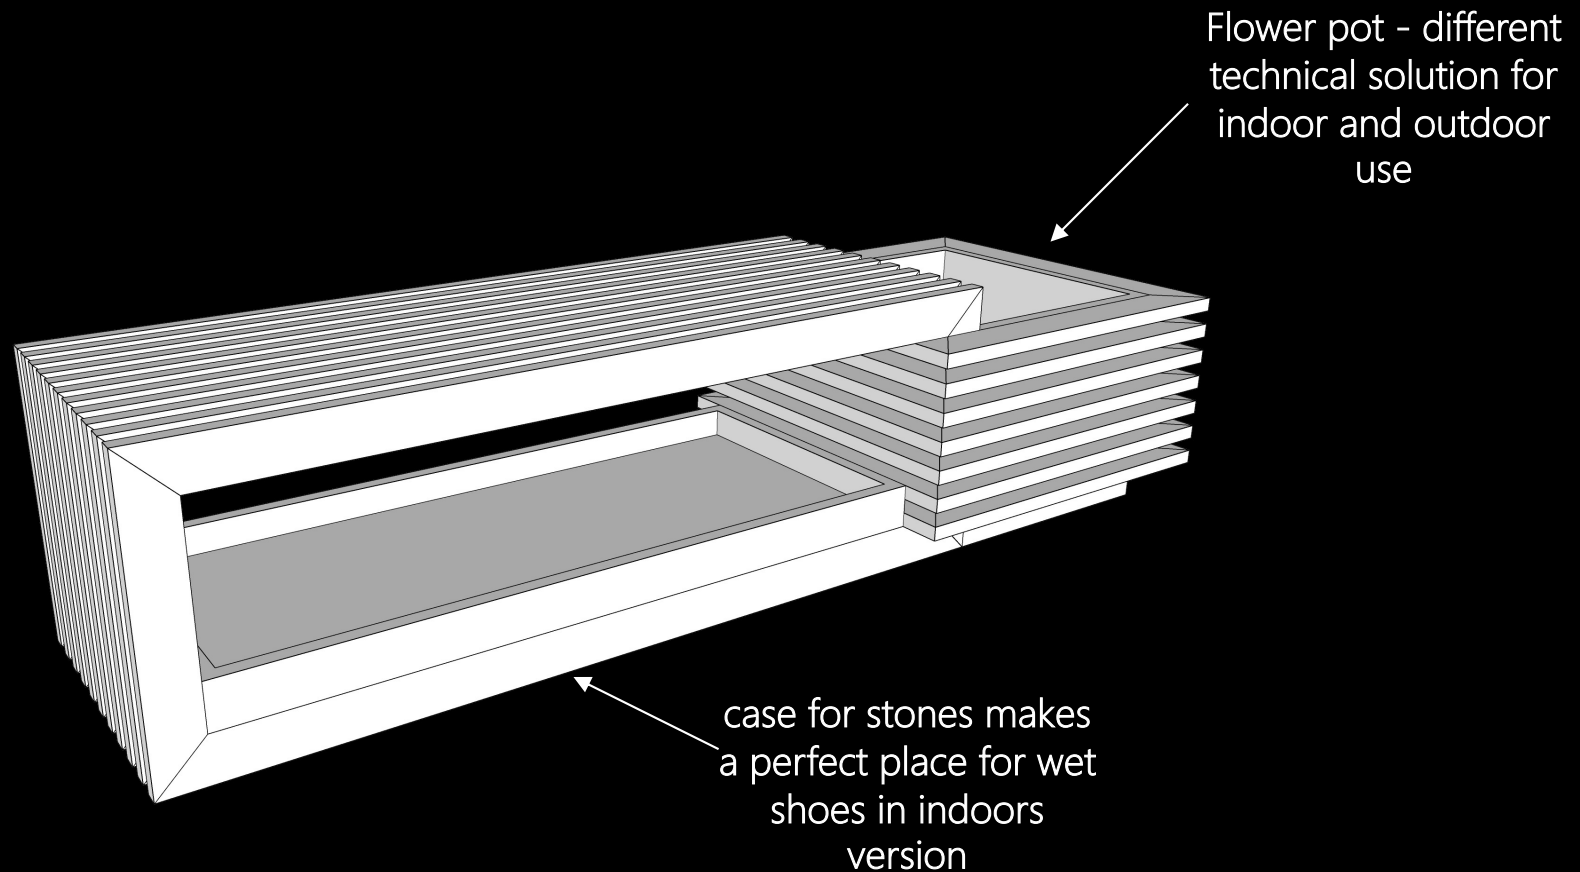 Flower pot - different
technical solution for
indoor and outdoor
use
case for stones makes
a perfect place for wet
shoes in indoors
version